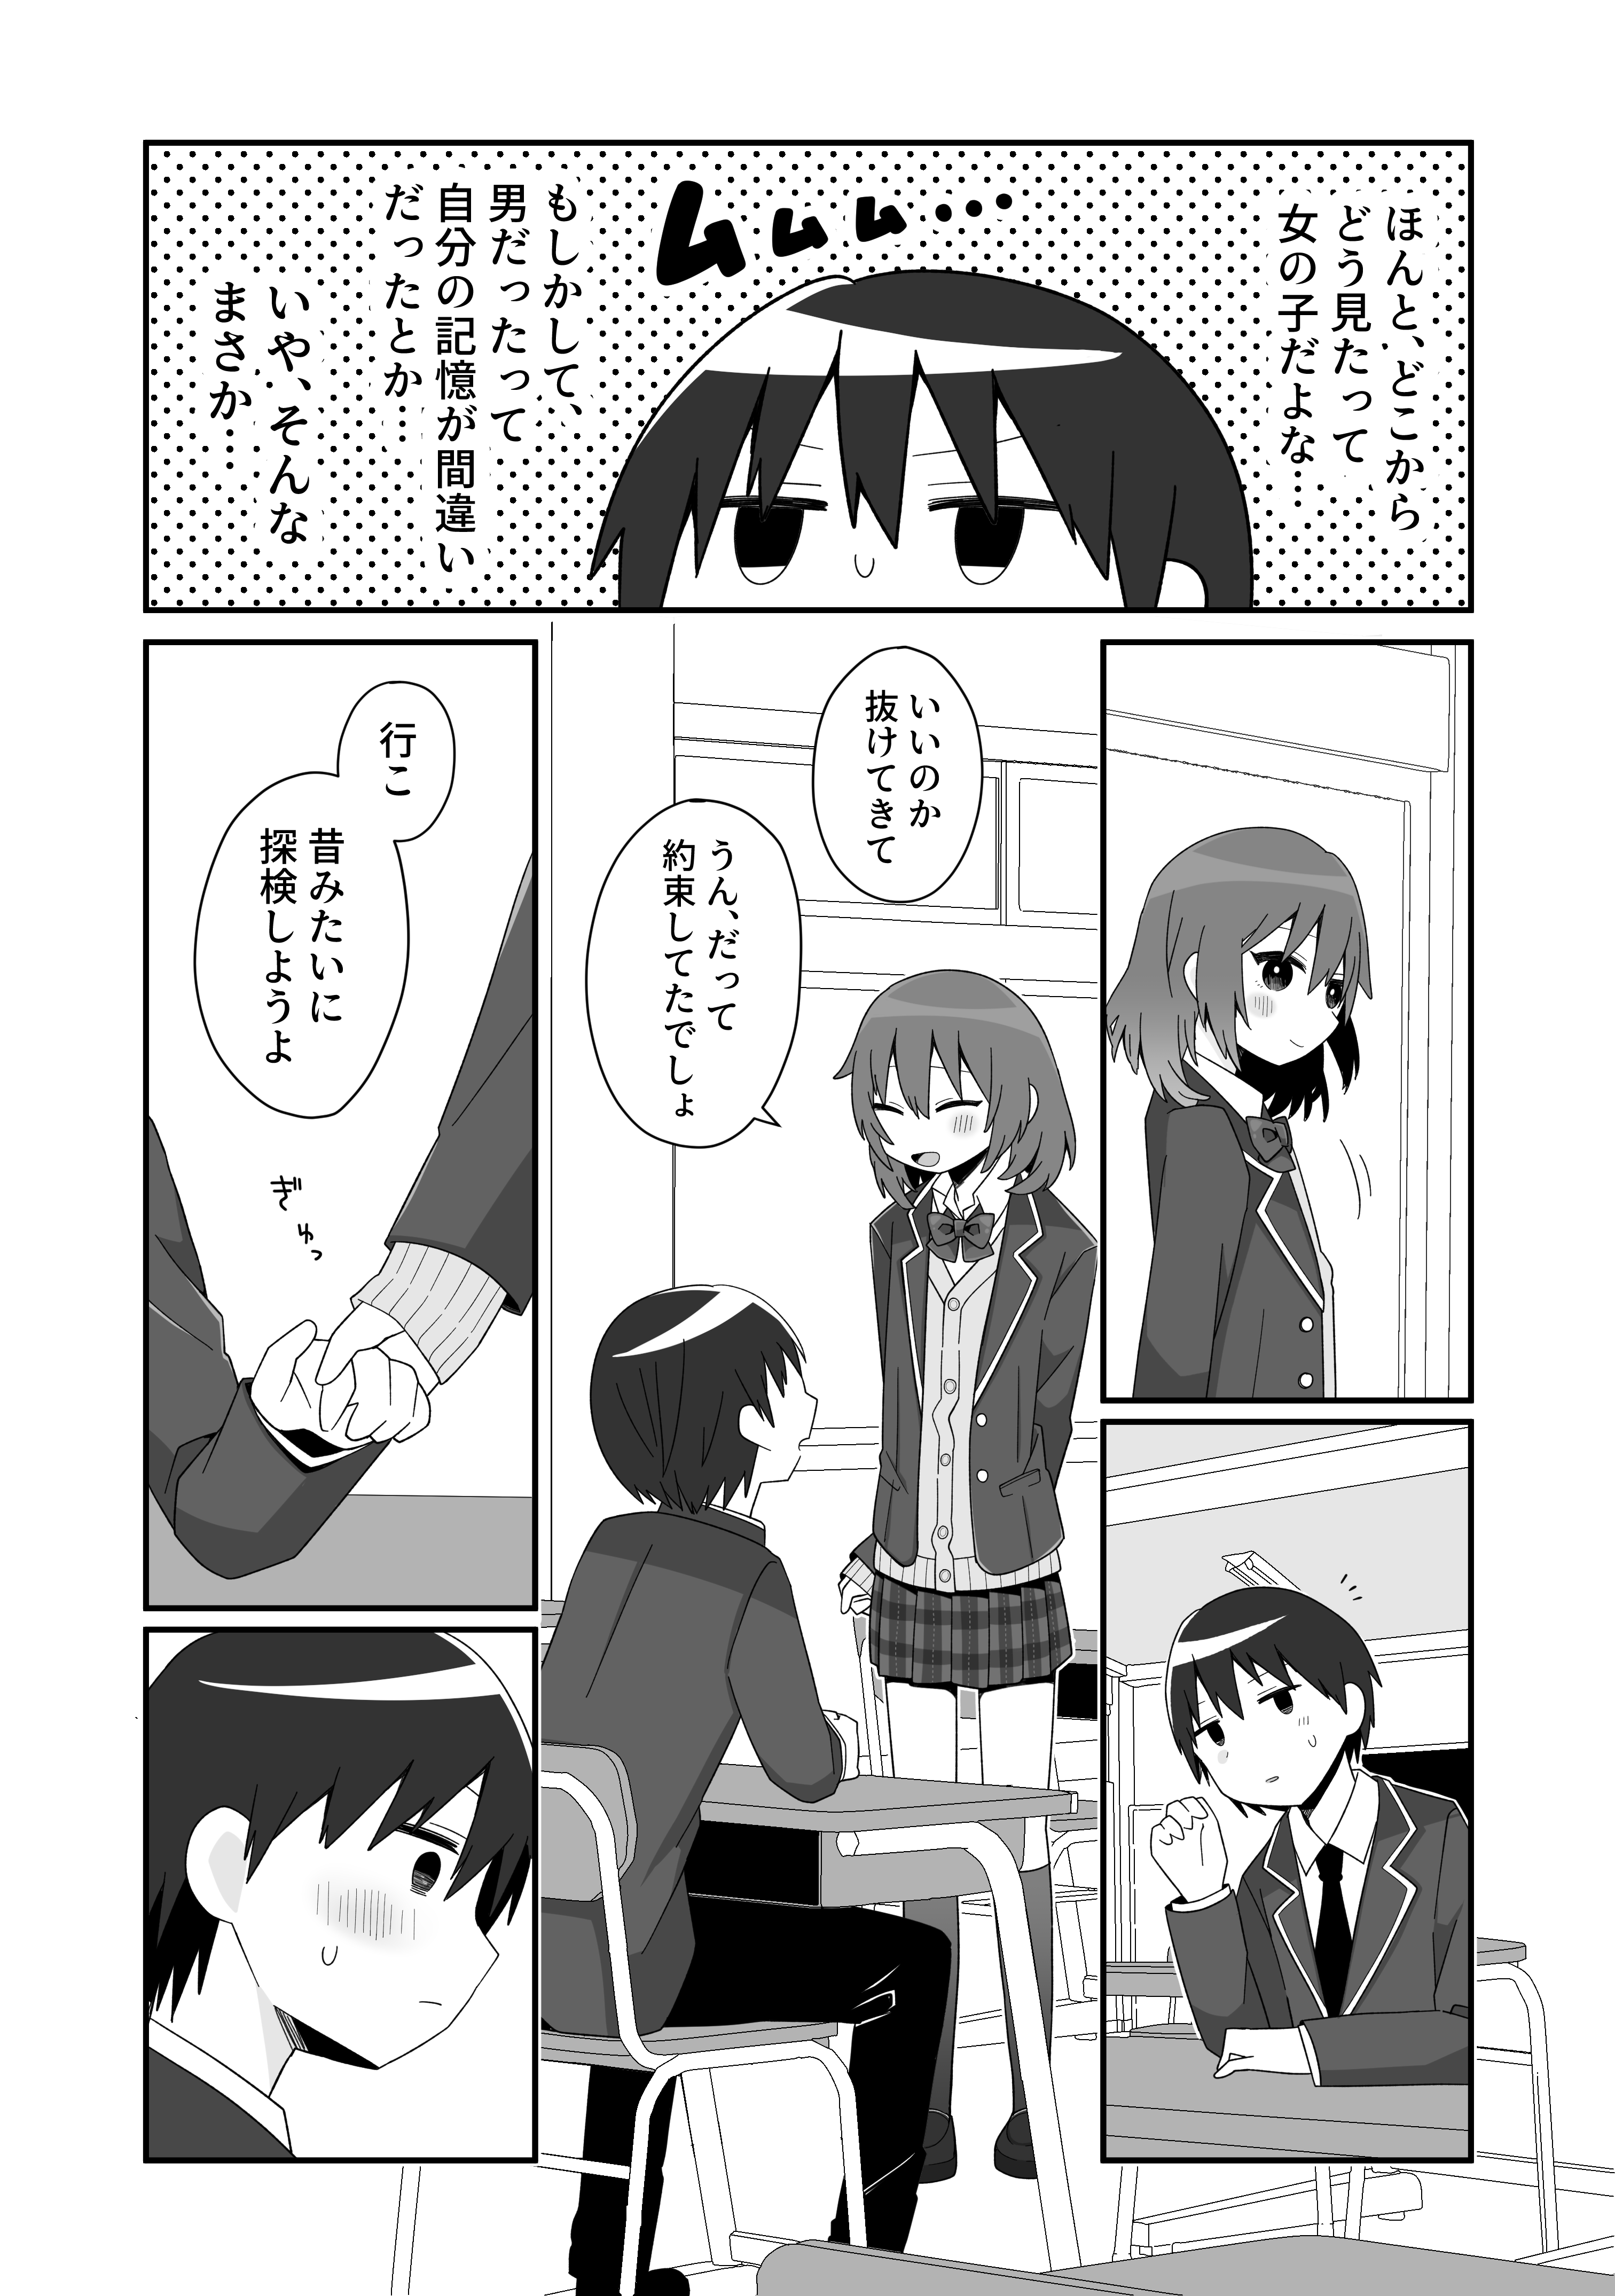 ほんと、どこから
どう見たって
女の子だよな…
ムムム…
もしかして、
男だったって
自分の記憶が間違い
だったとか…
いや、そんな
まさか…
いいのか
抜けてきて
うん、だって
約束してたでしょ
行こ
昔みたいに
探検しようよ
ぎゅっ